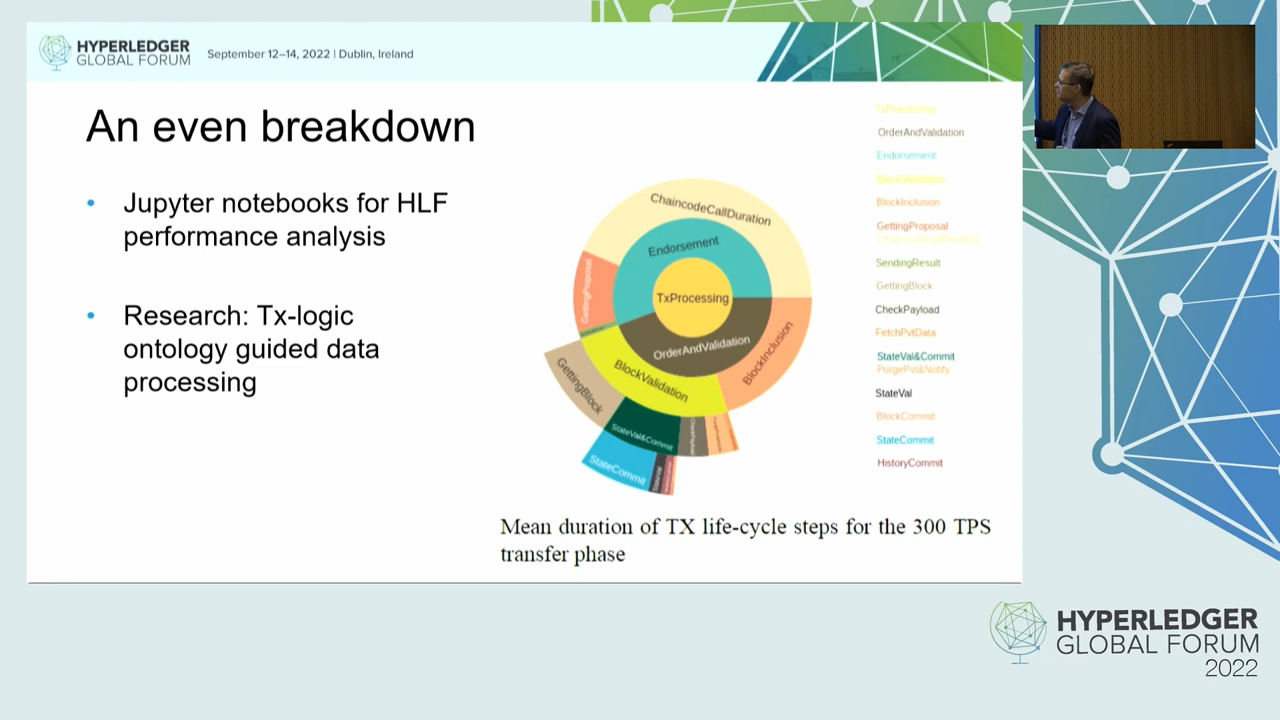 HYPERLEDGER
GLOBAL FORUM
September 12–14, 2022 | Dublin, Ireland
An even breakdown
• Jupyter notebooks for HLF
performance analysis
• Research: Tx-logic
ontology guided data
processing
ChaincodeCallDuration
Endorsement
GettingProposal
TxProcessing
OrderAndValidation
BlockInclusion
BlockValidation
GettingBlock
StateVal&Commit
StateCommit
TxProcessing
OrderAndValidation
Endorsement
BlockValidation
BlockInclusion
GettingProposal
SendingResult
GettingBlock
CheckPayload
FetchPvtData
StateVal&Commit
PurgePvt&Notify
StateVal
BlockCommit
StateCommit
HistoryCommit
Mean duration of TX life-cycle steps for the 300 TPS
transfer phase
HYPERLEDGER
GLOBAL FORUM
2022